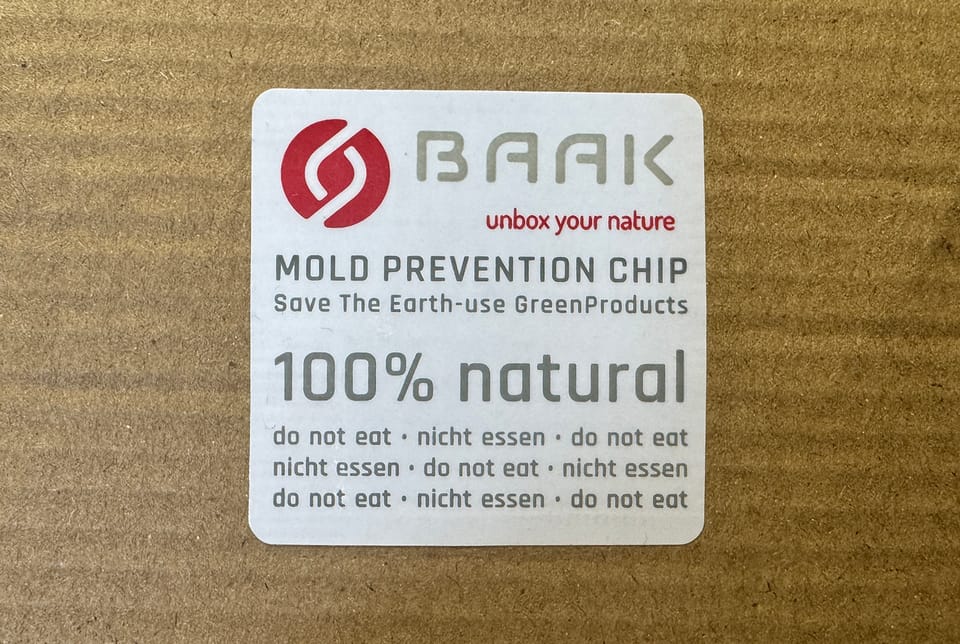 BAAK
unbox your nature
MOLD PREVENTION CHIP
Save The Earth-use GreenProducts
100% natural
do not eat • nicht essen • do not eat
nicht essen • do not eat • nicht essen
do not eat • nicht essen • do not eat